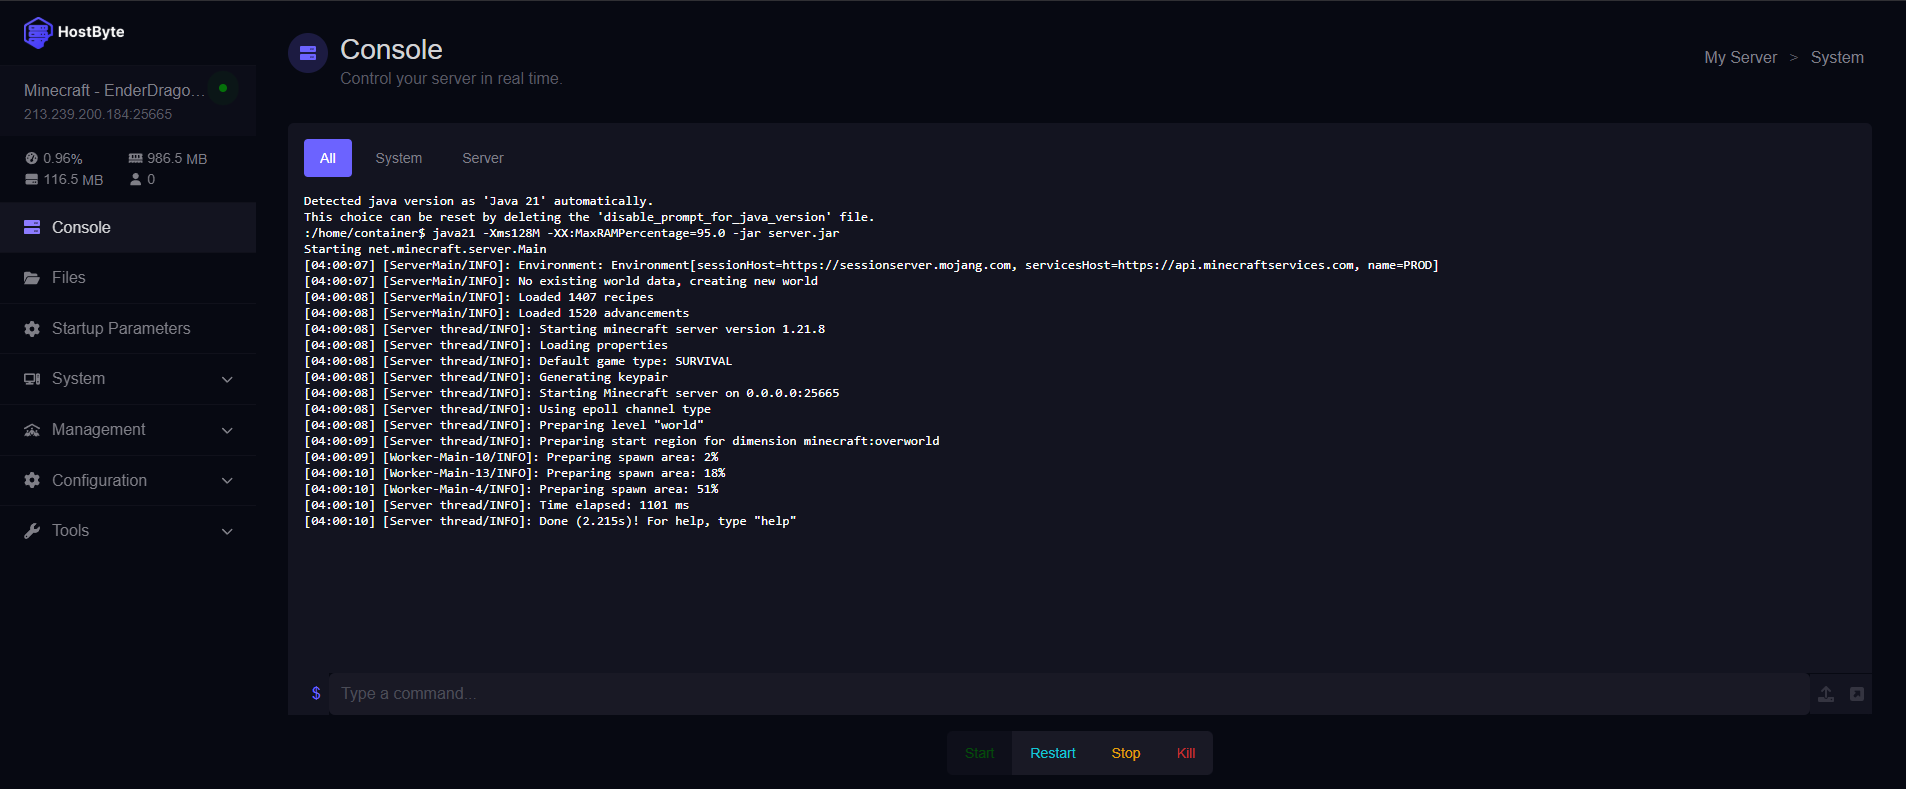 HostByte
Minecraft - EnderDrago...
213.239.200.184:25665
0.96% 986.5 MB
116.5 MB 0
Console
Files
Startup Parameters
System
Management
Configuration
Tools
Console
Control your server in real time.
My Server > System
All System Server
Detected java version as 'Java 21' automatically.
This choice can be reset by deleting the 'disable_prompt_for_java_version' file.
:/home/container$ java21 -Xms128M -XX:MaxRAMPercentage=95.0 -jar server.jar
Starting net.minecraft.server.Main
[04:00:07] [ServerMain/INFO]: Environment: Environment[sessionHost=https://sessionserver.mojang.com, servicesHost=https://api.minecraftservices.com, name=PROD]
[04:00:07] [ServerMain/INFO]: No existing world data, creating new world
[04:00:08] [ServerMain/INFO]: Loaded 1407 recipes
[04:00:08] [ServerMain/INFO]: Loaded 1520 advancements
[04:00:08] [Server thread/INFO]: Starting minecraft server version 1.21.8
[04:00:08] [Server thread/INFO]: Loading properties
[04:00:08] [Server thread/INFO]: Default game type: SURVIVAL
[04:00:08] [Server thread/INFO]: Generating keypair
[04:00:08] [Server thread/INFO]: Starting Minecraft server on 0.0.0.0:25665
[04:00:08] [Server thread/INFO]: Using epoll channel type
[04:00:08] [Server thread/INFO]: Preparing level "world"
[04:00:09] [Server thread/INFO]: Preparing start region for dimension minecraft:overworld
[04:00:09] [Worker-Main-10/INFO]: Preparing spawn area: 2%
[04:00:10] [Worker-Main-13/INFO]: Preparing spawn area: 18%
[04:00:10] [Worker-Main-4/INFO]: Preparing spawn area: 51%
[04:00:10] [Server thread/INFO]: Time elapsed: 1101 ms
[04:00:10] [Server thread/INFO]: Done (2.215s)! For help, type "help"
$ Type a command...
Start Restart Stop Kill